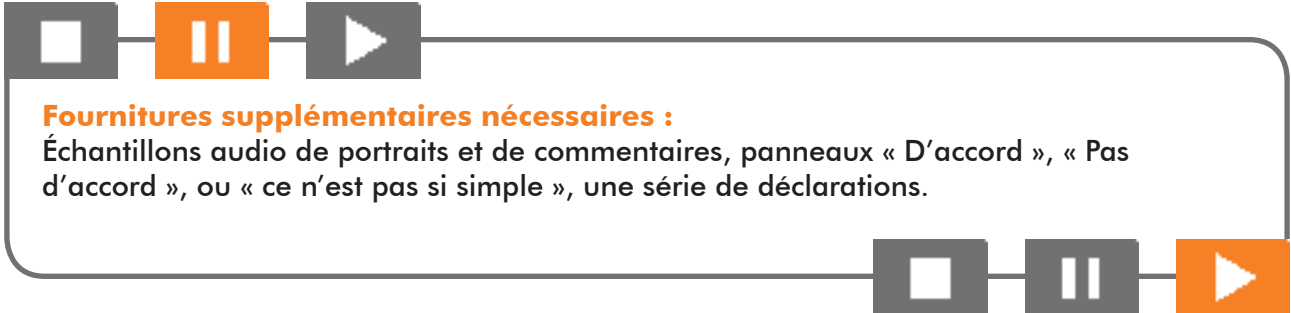 Fournitures supplémentaires nécessaires :
Échantillons audio de portraits et de commentaires, panneaux « D’accord », « Pas
d’accord », ou « ce n’est pas si simple », une série de déclarations.